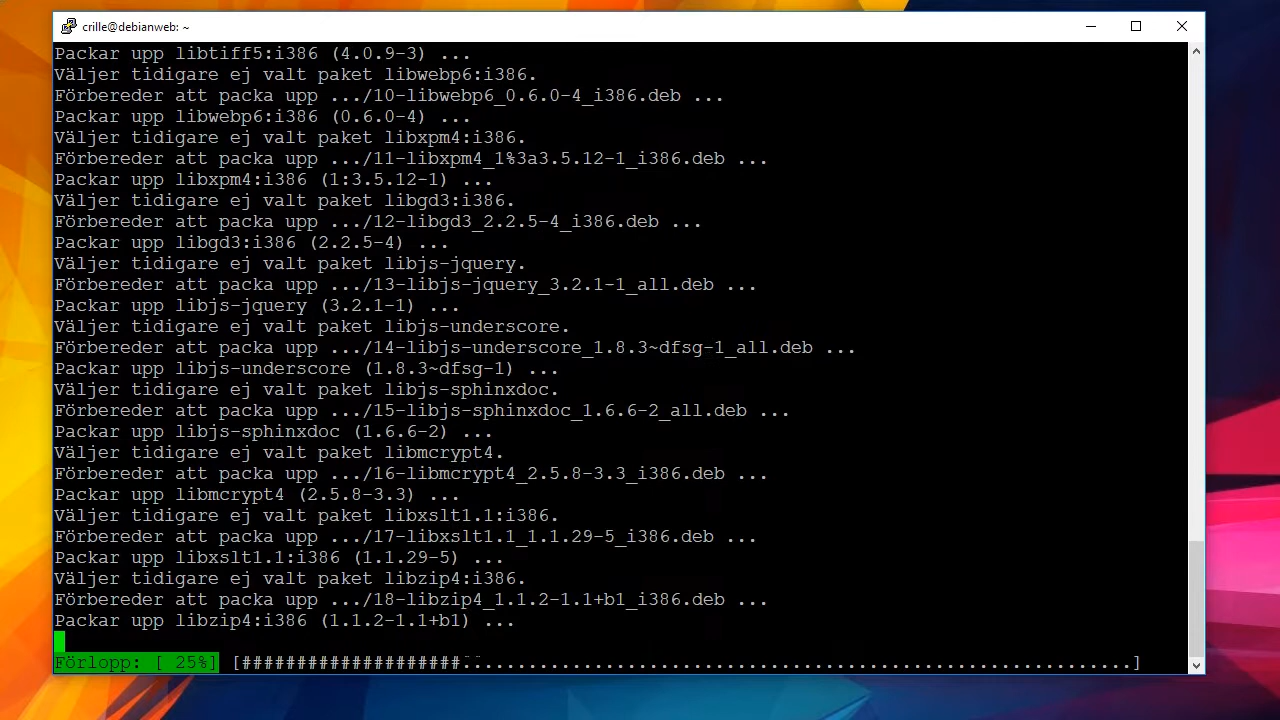 crille@debianweb: ~
Packar upp libtiff5:i386 (4.0.9-3) ...
Väljer tidigare ej valt paket libwebp6:i386.
Förbereder att packa upp .../10-libwebp6_0.6.0-4_i386.deb ...
Packar upp libwebp6:i386 (0.6.0-4) ...
Väljer tidigare ej valt paket libxpm4:i386.
Förbereder att packa upp .../11-libxpm4_1%3a3.5.12-1_i386.deb ...
Packar upp libxpm4:i386 (1:3.5.12-1) ...
Väljer tidigare ej valt paket libgd3:i386.
Förbereder att packa upp .../12-libgd3_2.2.5-4_i386.deb ...
Packar upp libgd3:i386 (2.2.5-4) ...
Väljer tidigare ej valt paket libjs-jquery.
Förbereder att packa upp .../13-libjs-jquery_3.2.1-1_all.deb ...
Packar upp libjs-jquery (3.2.1-1) ...
Väljer tidigare ej valt paket libjs-underscore.
Förbereder att packa upp .../14-libjs-underscore_1.8.3~dfsg-1_all.deb ...
Packar upp libjs-underscore (1.8.3~dfsg-1) ...
Väljer tidigare ej valt paket libjs-sphinxdoc.
Förbereder att packa upp .../15-libjs-sphinxdoc_1.6.6-2_all.deb ...
Packar upp libjs-sphinxdoc (1.6.6-2) ...
Väljer tidigare ej valt paket libmcrypt4.
Förbereder att packa upp .../16-libmcrypt4_2.5.8-3.3_i386.deb ...
Packar upp libmcrypt4 (2.5.8-3.3) ...
Väljer tidigare ej valt paket libxslt1.1:i386.
Förbereder att packa upp .../17-libxslt1.1_1.1.29-5_i386.deb ...
Packar upp libxslt1.1:i386 (1.1.29-5) ...
Väljer tidigare ej valt paket libzip4:i386.
Förbereder att packa upp .../18-libzip4_1.1.2-1.1+b1_i386.deb ...
Packar upp libzip4:i386 (1.1.2-1.1+b1) ...
Förlopp: [ 25%] [####################.............................................................]